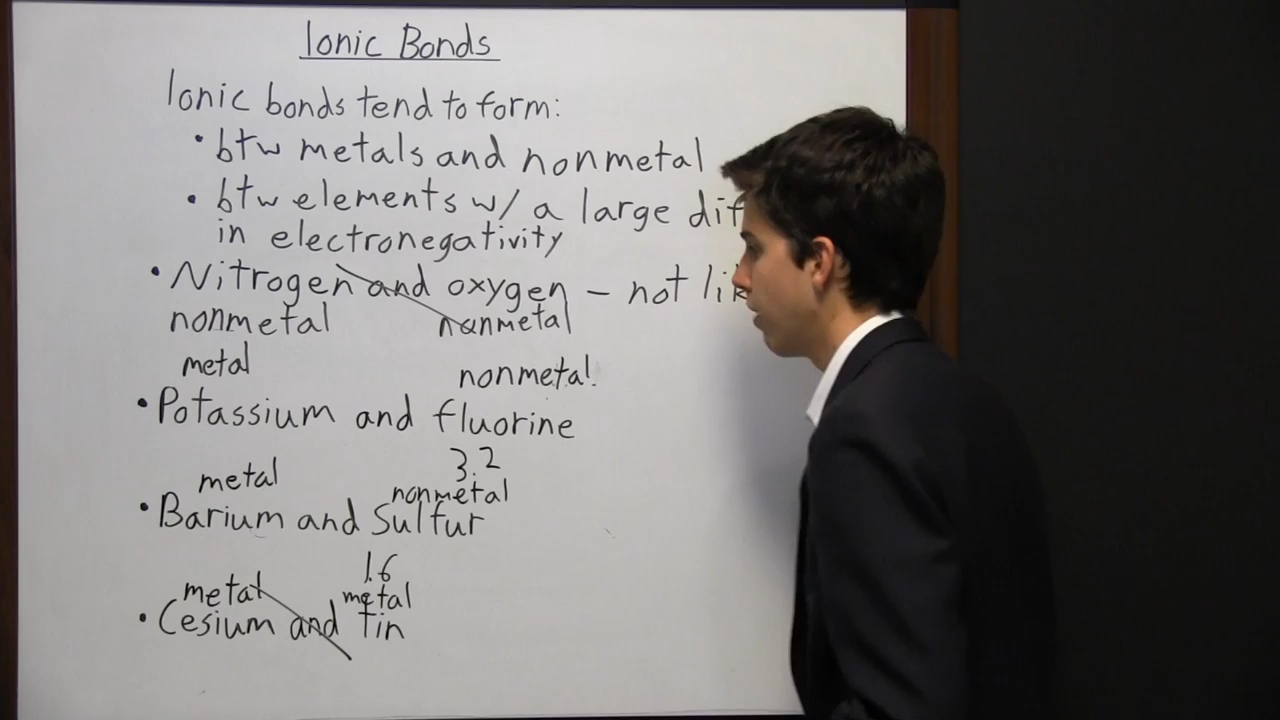 Ionic Bonds
Ionic bonds tend to form:
• btw metals and nonmetal
• btw elements w/ a large dif
in electronegativity
• Nitrogen and oxygen - not lik
nonmetal nonmetal
metal nonmetal.
• Potassium and fluorine
3.2
metal nonmetal
• Barium and Sulfur
1.6
metal metal
• Cesium and Tin